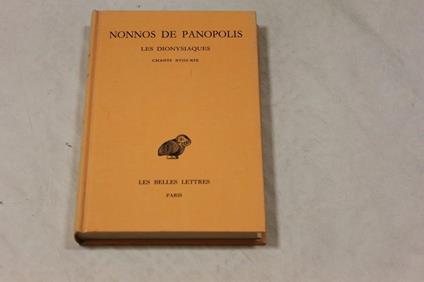 NONNOS DE PANOPOLIS
LES DIONYSIAQUES
CHANTS XVIII-XIX
LES BELLES LETTRES
PARIS